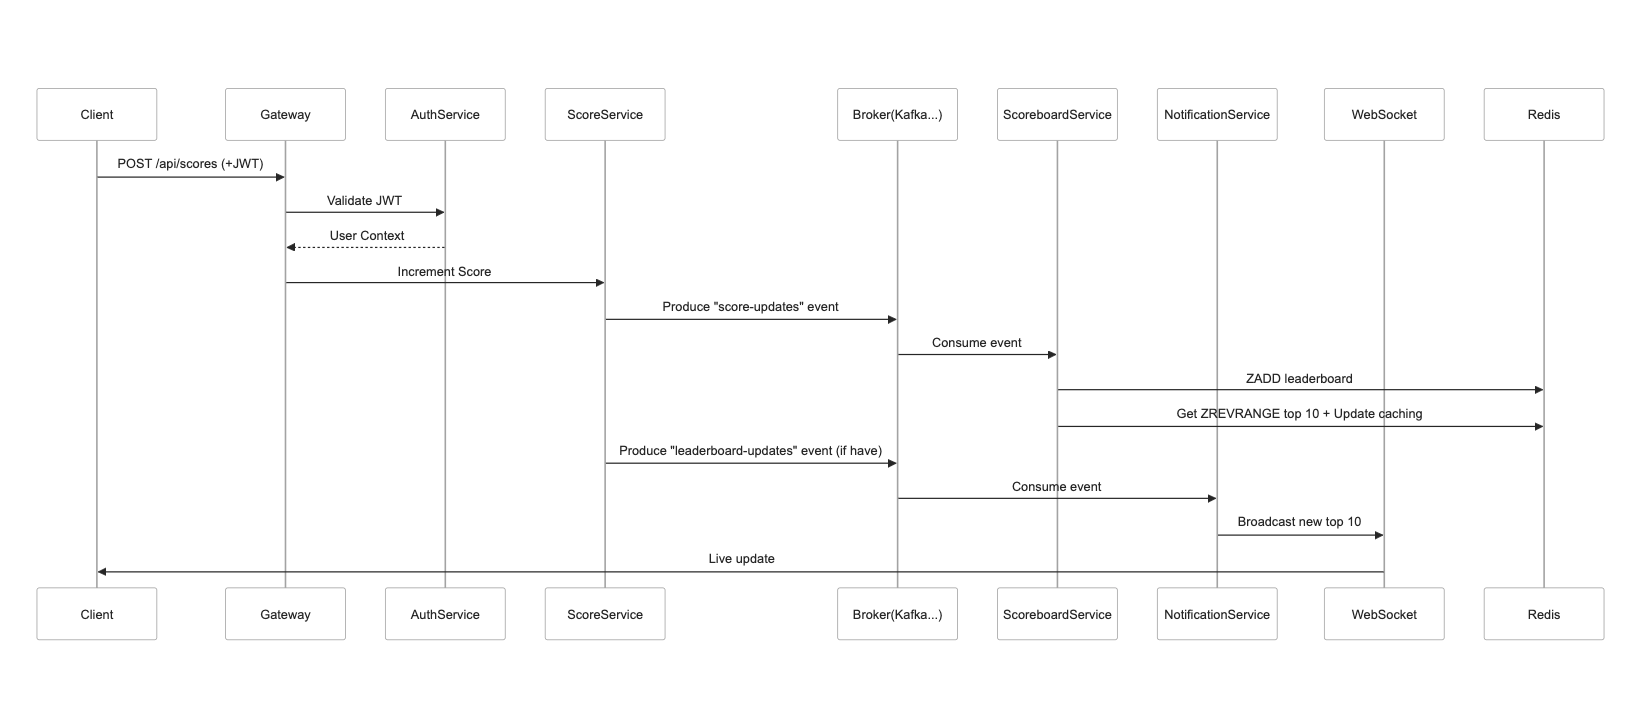 Client
Gateway
AuthService
ScoreService
Broker(Kafka...)
ScoreboardService
NotificationService
WebSocket
Redis
POST /api/scores (+JWT)
Validate JWT
User Context
Increment Score
Produce "score-updates" event
Consume event
ZADD leaderboard
Get ZREVRANGE top 10 + Update caching
Produce "leaderboard-updates" event (if have)
Consume event
Broadcast new top 10
Live update
Client
Gateway
AuthService
ScoreService
Broker(Kafka...)
ScoreboardService
NotificationService
WebSocket
Redis